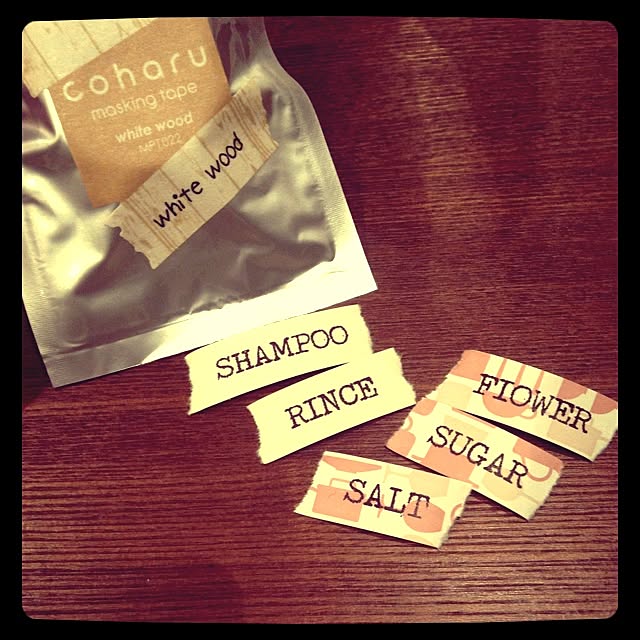 coharu
masking tape
white wood
MPT022
white wood
SHAMPOO
RINCE
FIOWER
SUGAR
SALT